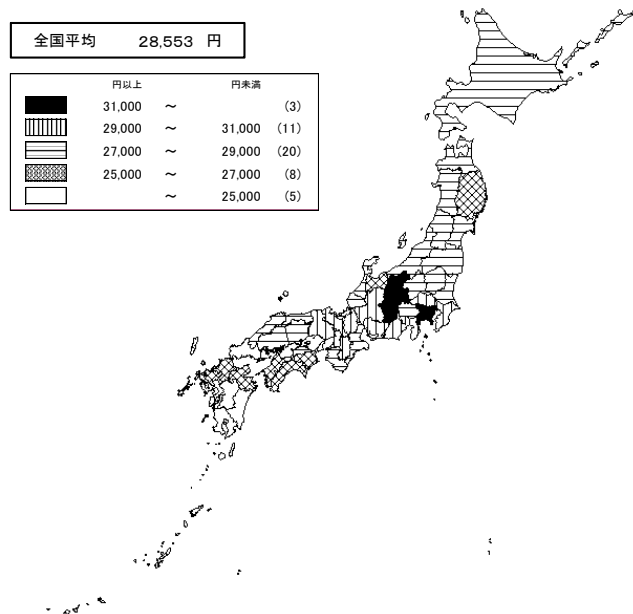 全国平均 28,553 円
円以上 円未満
31,000 ～ (3)
29,000 ～ 31,000 (11)
27,000 ～ 29,000 (20)
25,000 ～ 27,000 (8)
～ 25,000 (5)